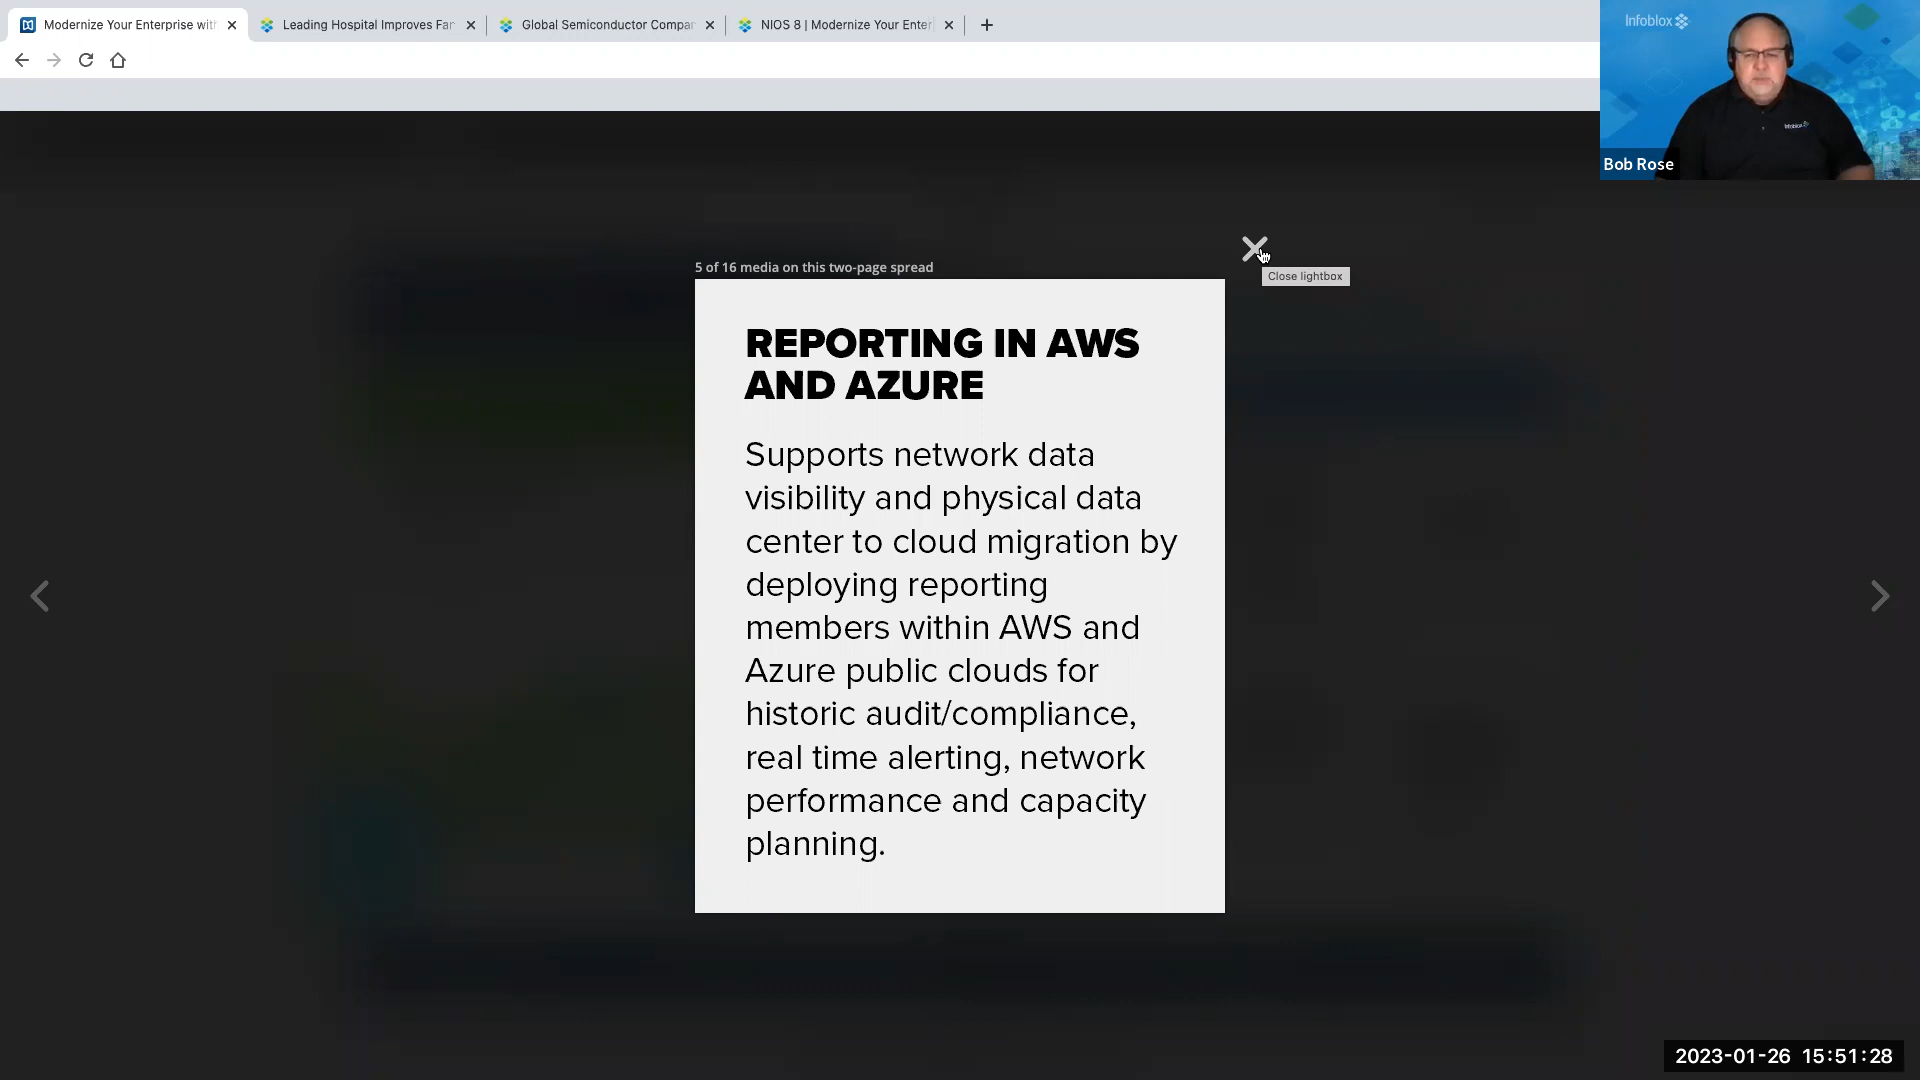 Modernize Your Enterprise with
Leading Hospital Improves Far
Global Semiconductor Compar
NIOS 8 | Modernize Your Enter
Infoblox
infoblox
Bob Rose
Close lightbox
5 of 16 media on this two-page spread
REPORTING IN AWS
AND AZURE
Supports network data
visibility and physical data
center to cloud migration by
deploying reporting
members within AWS and
Azure public clouds for
historic audit/compliance,
real time alerting, network
performance and capacity
planning.
2023-01-26 15:51:28